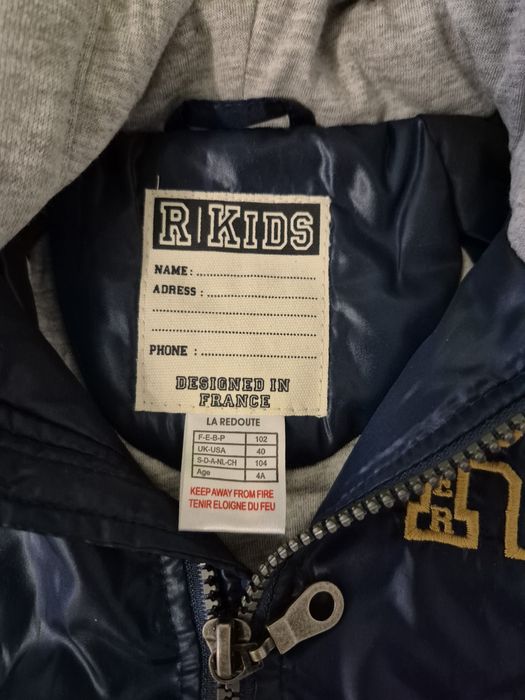 R|KIDS
NAME :
ADRESS :
PHONE :
DESIGNED IN
FRANCE
LA REDOUTE
F-E-B-P 102
UK-USA 40
S-D-A-NL-CH 104
Age 4A
KEEP AWAY FROM FIRE
TENIR ELOIGNE DU FEU
ER